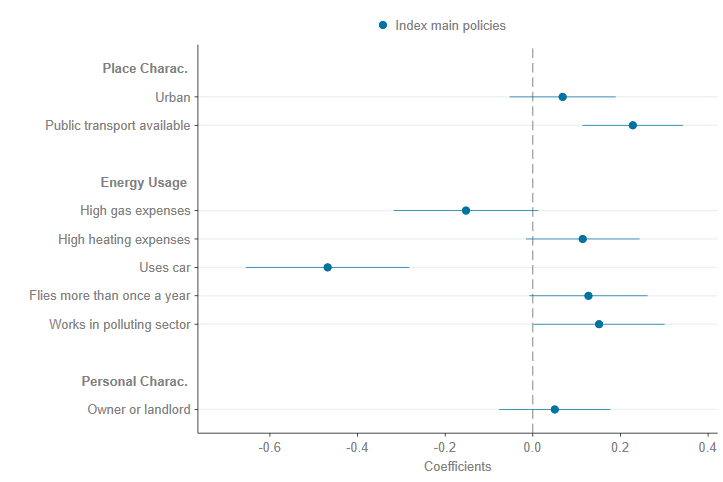 Index main policies
Place Charac.
Urban
Public transport available
Energy Usage
High gas expenses
High heating expenses
Uses car
Flies more than once a year
Works in polluting sector
Personal Charac.
Owner or landlord
-0.6 -0.4 -0.2 0.0 0.2 0.4
Coefficients